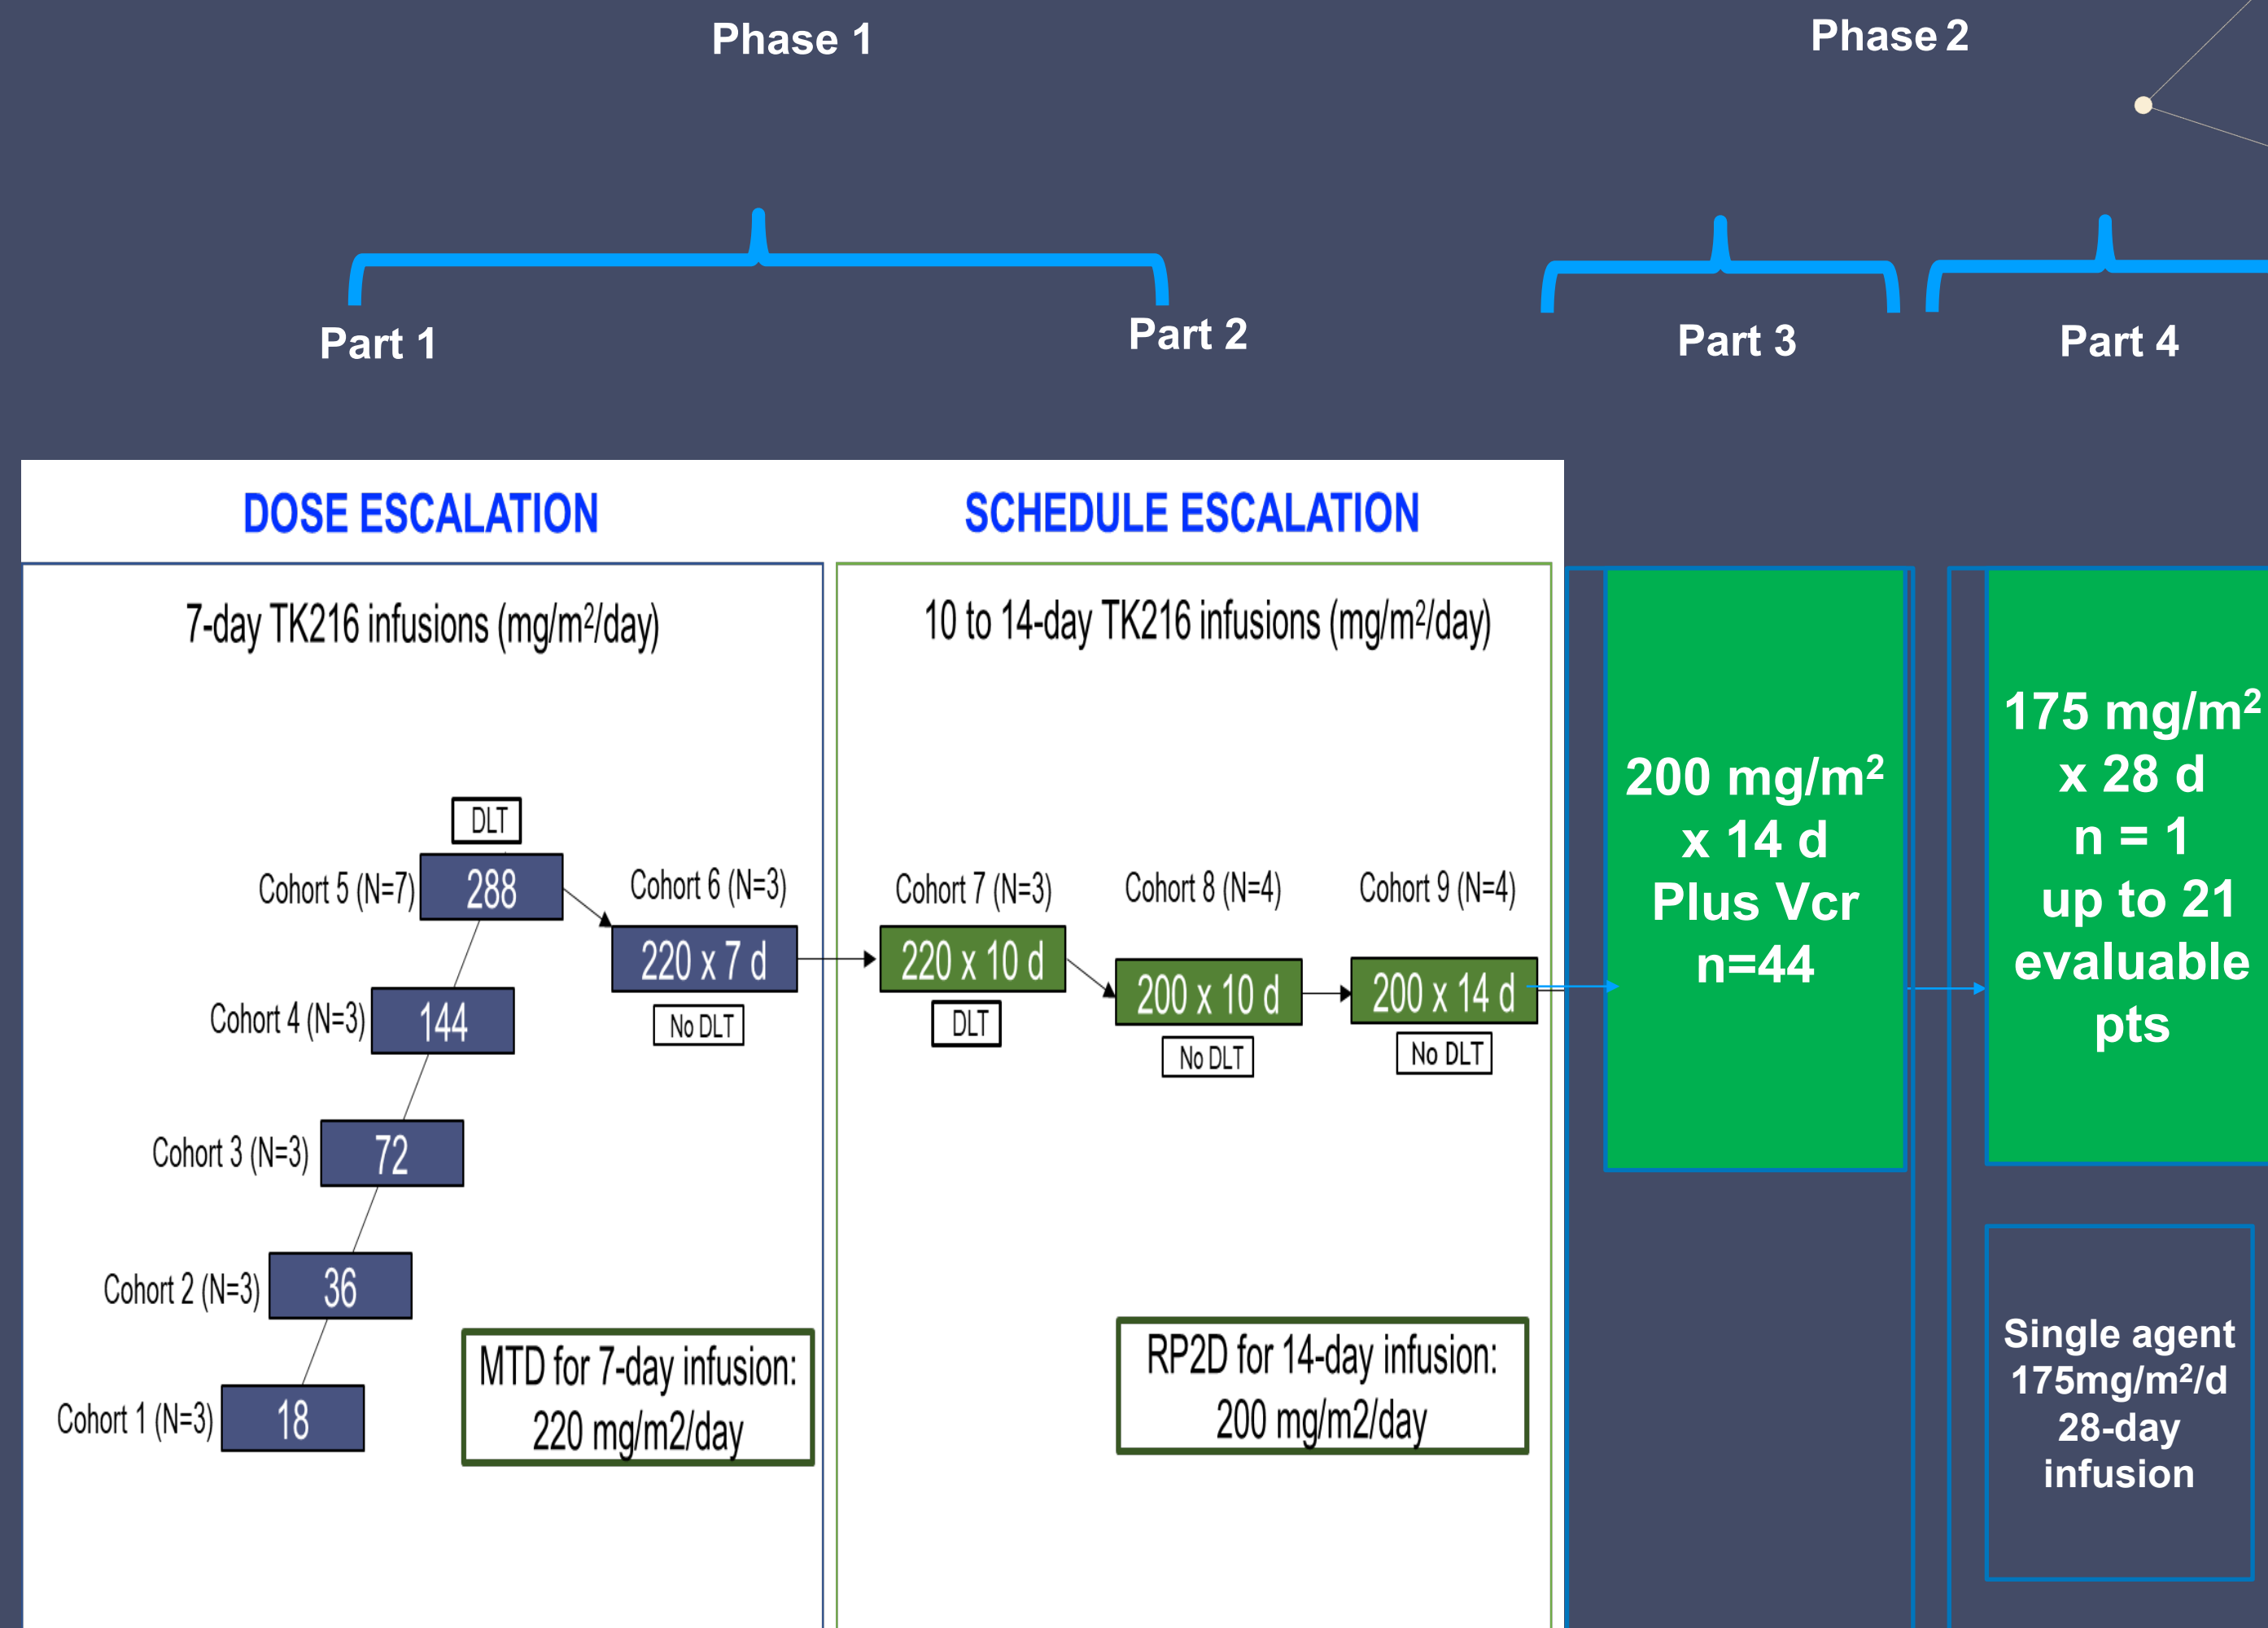 Phase 1
Phase 2
Part 1
Part 2
Part 3
Part 4
DOSE ESCALATION
7-day TK216 infusions (mg/m²/day)
DLT
Cohort 5 (N=7)
288
Cohort 6 (N=3)
220 x 7 d
No DLT
Cohort 4 (N=3)
144
Cohort 3 (N=3)
72
Cohort 2 (N=3)
36
Cohort 1 (N=3)
18
MTD for 7-day infusion:
220 mg/m2/day
SCHEDULE ESCALATION
10 to 14-day TK216 infusions (mg/m²/day)
Cohort 7 (N=3)
220 x 10 d
DLT
Cohort 8 (N=4)
200 x 10 d
No DLT
Cohort 9 (N=4)
200 x 14 d
No DLT
RP2D for 14-day infusion:
200 mg/m2/day
200 mg/m²
x 14 d
Plus Vcr
n=44
175 mg/m²
x 28 d
n = 1
up to 21
evaluable
pts
Single agent
175mg/m²/d
28-day
infusion